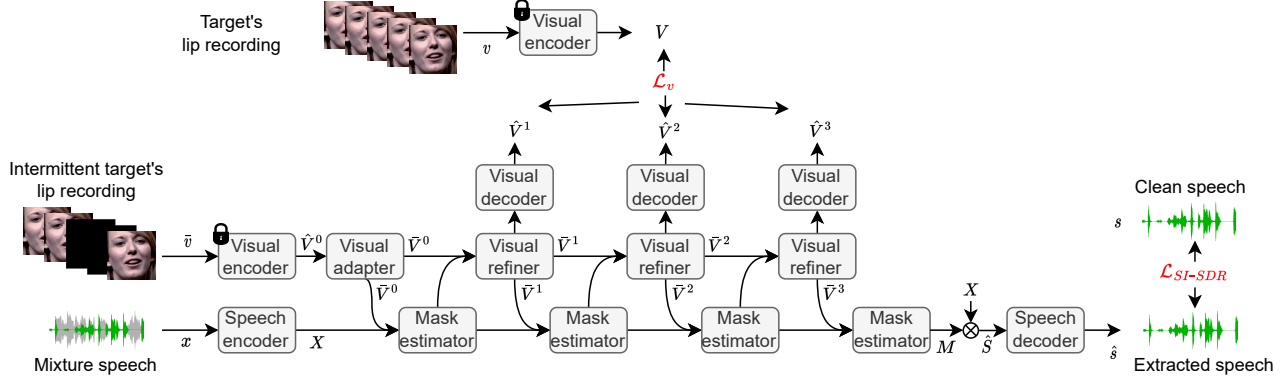 Target's
lip recording
v
Visual
encoder
V
𝓛v
V̂¹
V̂²
V̂³
Visual
decoder
Visual
decoder
Visual
decoder
Intermittent target's
lip recording
v̄
Visual
encoder
V̂⁰
Visual
adapter
V̄⁰
Visual
refiner
V̄¹
Visual
refiner
V̄²
Visual
refiner
V̄⁰
V̄¹
V̄²
V̄³
Mixture speech
x
Speech
encoder
X
Mask
estimator
Mask
estimator
Mask
estimator
Mask
estimator
M
X
Ŝ
Speech
decoder
ŝ
Clean speech
s
𝓛SI-SDR
Extracted speech